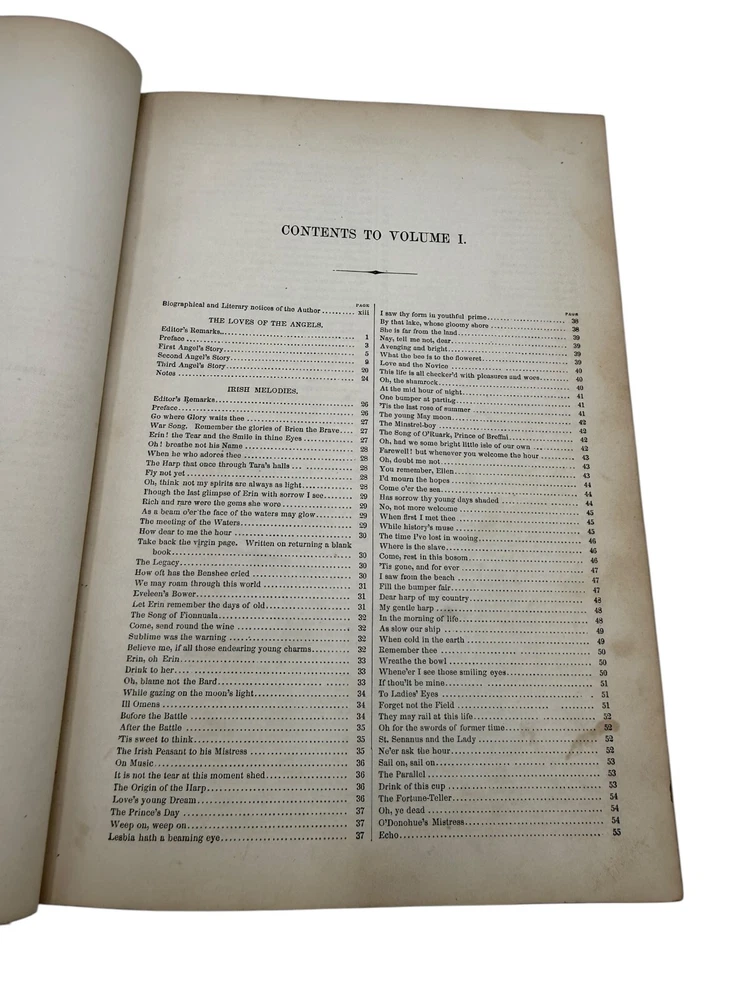 CONTENTS TO VOLUME I.
PAGE
Biographical and Literary notices of the Author.......... xiii
THE LOVES OF THE ANGELS.
Editor's Remarks.. 1
Preface 3
First Angel's Story 5
Second Angel's Story 9
Third Angel's Story 20
Notes 24
IRISH MELODIES.
Editor's Remarks 26
Preface 26
Go where Glory waits thee 27
War Song. Remember the glories of Brien the Brave 27
Erin! the Tear and the Smile in thine Eyes 27
Oh! breathe not his Name 28
When he who adores thee 28
The Harp that once through Tara's halls 28
Fly not yet 28
Oh, think not my spirits are always as light 28
Though the last glimpse of Erin with sorrow I see 29
Rich and rare were the gems she wore 29
As a beam o'er the face of the waters may glow 29
The meeting of the Waters 29
How dear to me the hour 30
Take back the virgin page. Written on returning a blank
book 30
The Legacy 30
How oft has the Benshee cried 30
We may roam through this world 31
Eveleen's Bower 31
Let Erin remember the days of old 31
The Song of Fionnuala 32
Come, send round the wine 32
Sublime was the warning 32
Believe me, if all those endearing young charms 32
Erin, oh Erin 33
Drink to her 33
Oh, blame not the Bard 33
While gazing on the moon's light 34
Ill Omens 34
Before the Battle 34
After the Battle 35
'Tis sweet to think 35
The Irish Peasant to his Mistress 35
On Music 36
It is not the tear at this moment shed 36
The Origin of the Harp 36
Love's young Dream 36
The Prince's Day 37
Weep on, weep on 37
Lesbia hath a beaming eye 37
PAGE
I saw thy form in youthful prime 38
By that lake, whose gloomy shore 38
She is far from the land 39
Nay, tell me not, dear 39
Avenging and bright 39
What the bee is to the floweret 39
Love and the Novice 40
This life is all checker'd with pleasures and woes 40
Oh, the shamrock 40
At the mid hour of night 41
One bumper at parting 41
'Tis the last rose of summer 41
The young May moon 42
The Minstrel-boy 42
The Song of O'Ruark, Prince of Breffni 42
Oh, had we some bright little isle of our own 42
Farewell! but whenever you welcome the hour 43
Oh, doubt me not 43
You remember, Ellen 43
I'd mourn the hopes 44
Come o'er the sea 44
Has sorrow thy young days shaded 44
No, not more welcome 45
When first I met thee 45
While history's muse 45
The time I've lost in wooing 46
Where is the slave 46
Come, rest in this bosom 46
'Tis gone, and for ever 47
I saw from the beach 47
Fill the bumper fair 47
Dear harp of my country 48
My gentle harp 48
In the morning of life 48
As slow our ship 49
When cold in the earth 49
Remember thee 50
Wreathe the bowl 50
Whene'er I see those smiling eyes 50
If thou'lt be mine 51
To Ladies' Eyes 51
Forget not the Field 51
They may rail at this life 52
Oh for the swords of former time 52
St. Senanus and the Lady 52
Ne'er ask the hour 52
Sail on, sail on 53
The Parallel 53
Drink of this cup 53
The Fortune-Teller 54
Oh, ye dead 54
O'Donohue's Mistress 54
Echo 55